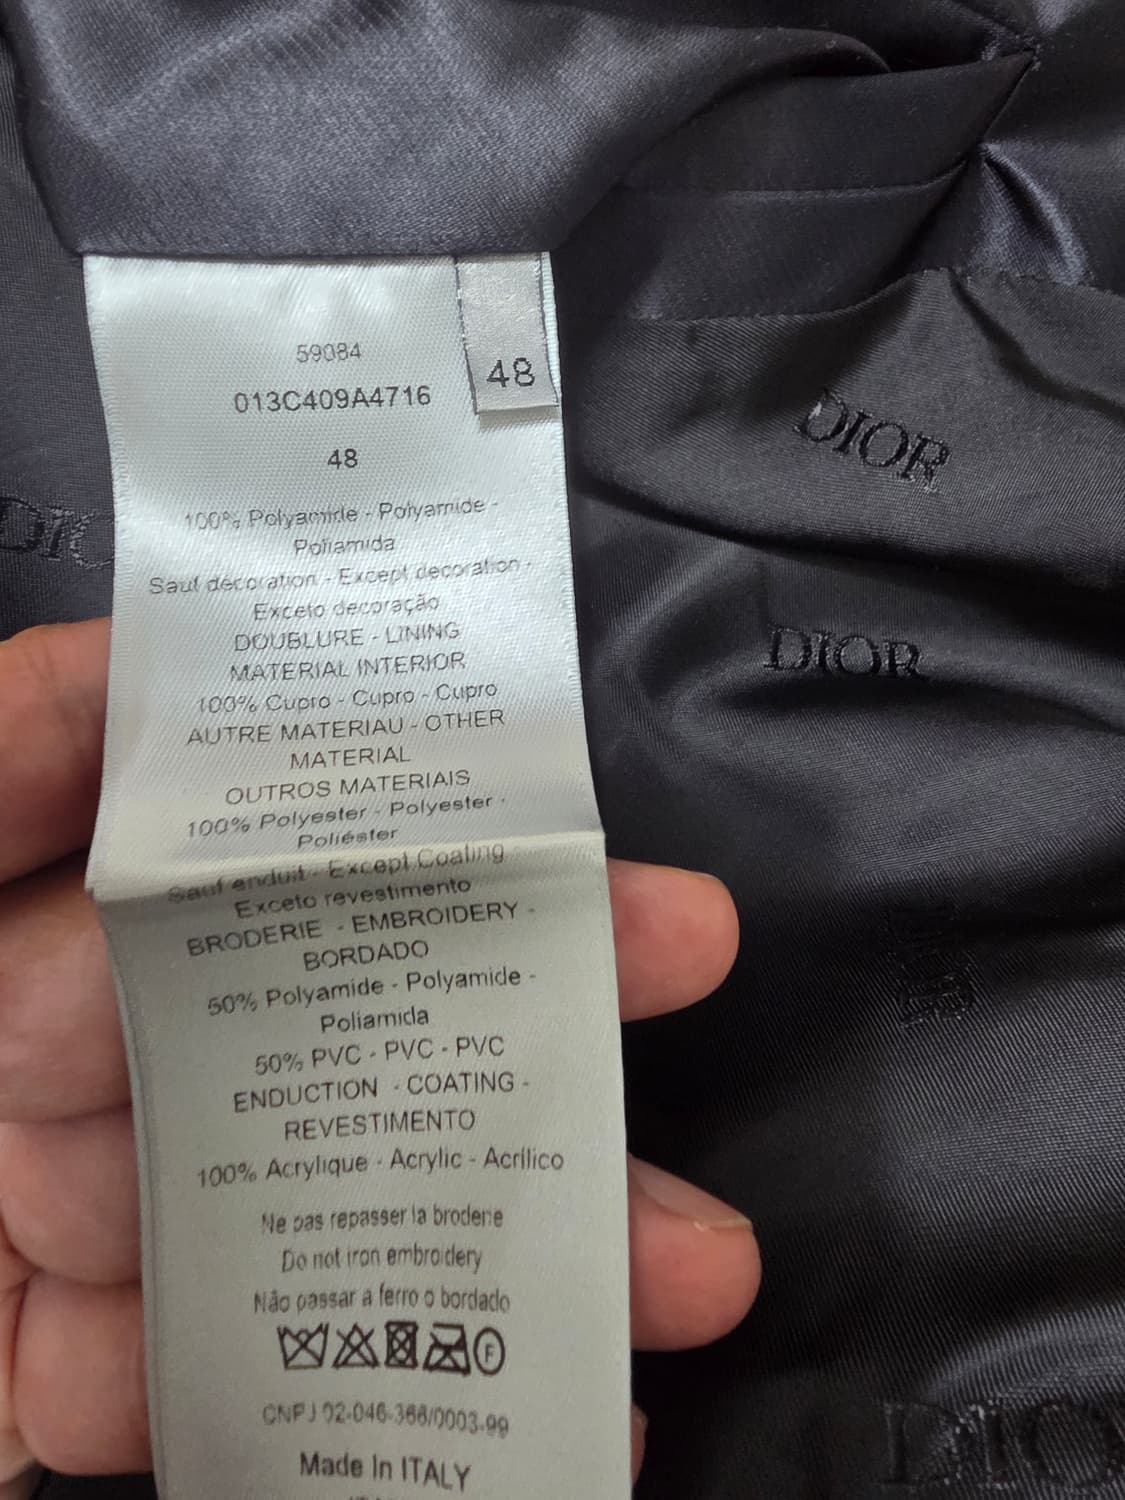 59084
48
013C409A4716
48
100% Polyamide - Polyamide -
Poliamida
Sauf décoration - Except decoration -
Exceto decoração
DOUBLURE - LINING
MATERIAL INTERIOR
100% Cupro - Cupro - Cupro
AUTRE MATERIAU - OTHER
MATERIAL
OUTROS MATERIAIS
100% Polyester - Polyester -
Poliéster
Sauf enduit - Except Coating
Exceto revestimento
BRODERIE - EMBROIDERY -
BORDADO
50% Polyamide - Polyamide -
Poliamida
50% PVC - PVC - PVC
ENDUCTION - COATING -
REVESTIMENTO
100% Acrylique - Acrylic - Acrílico
Ne pas repasser la broderie
Do not iron embroidery
Não passar a ferro o bordado
F
CNPJ 02-046-366/0003-99
Made In ITALY
DIOR
DIOR
DIO
DIO